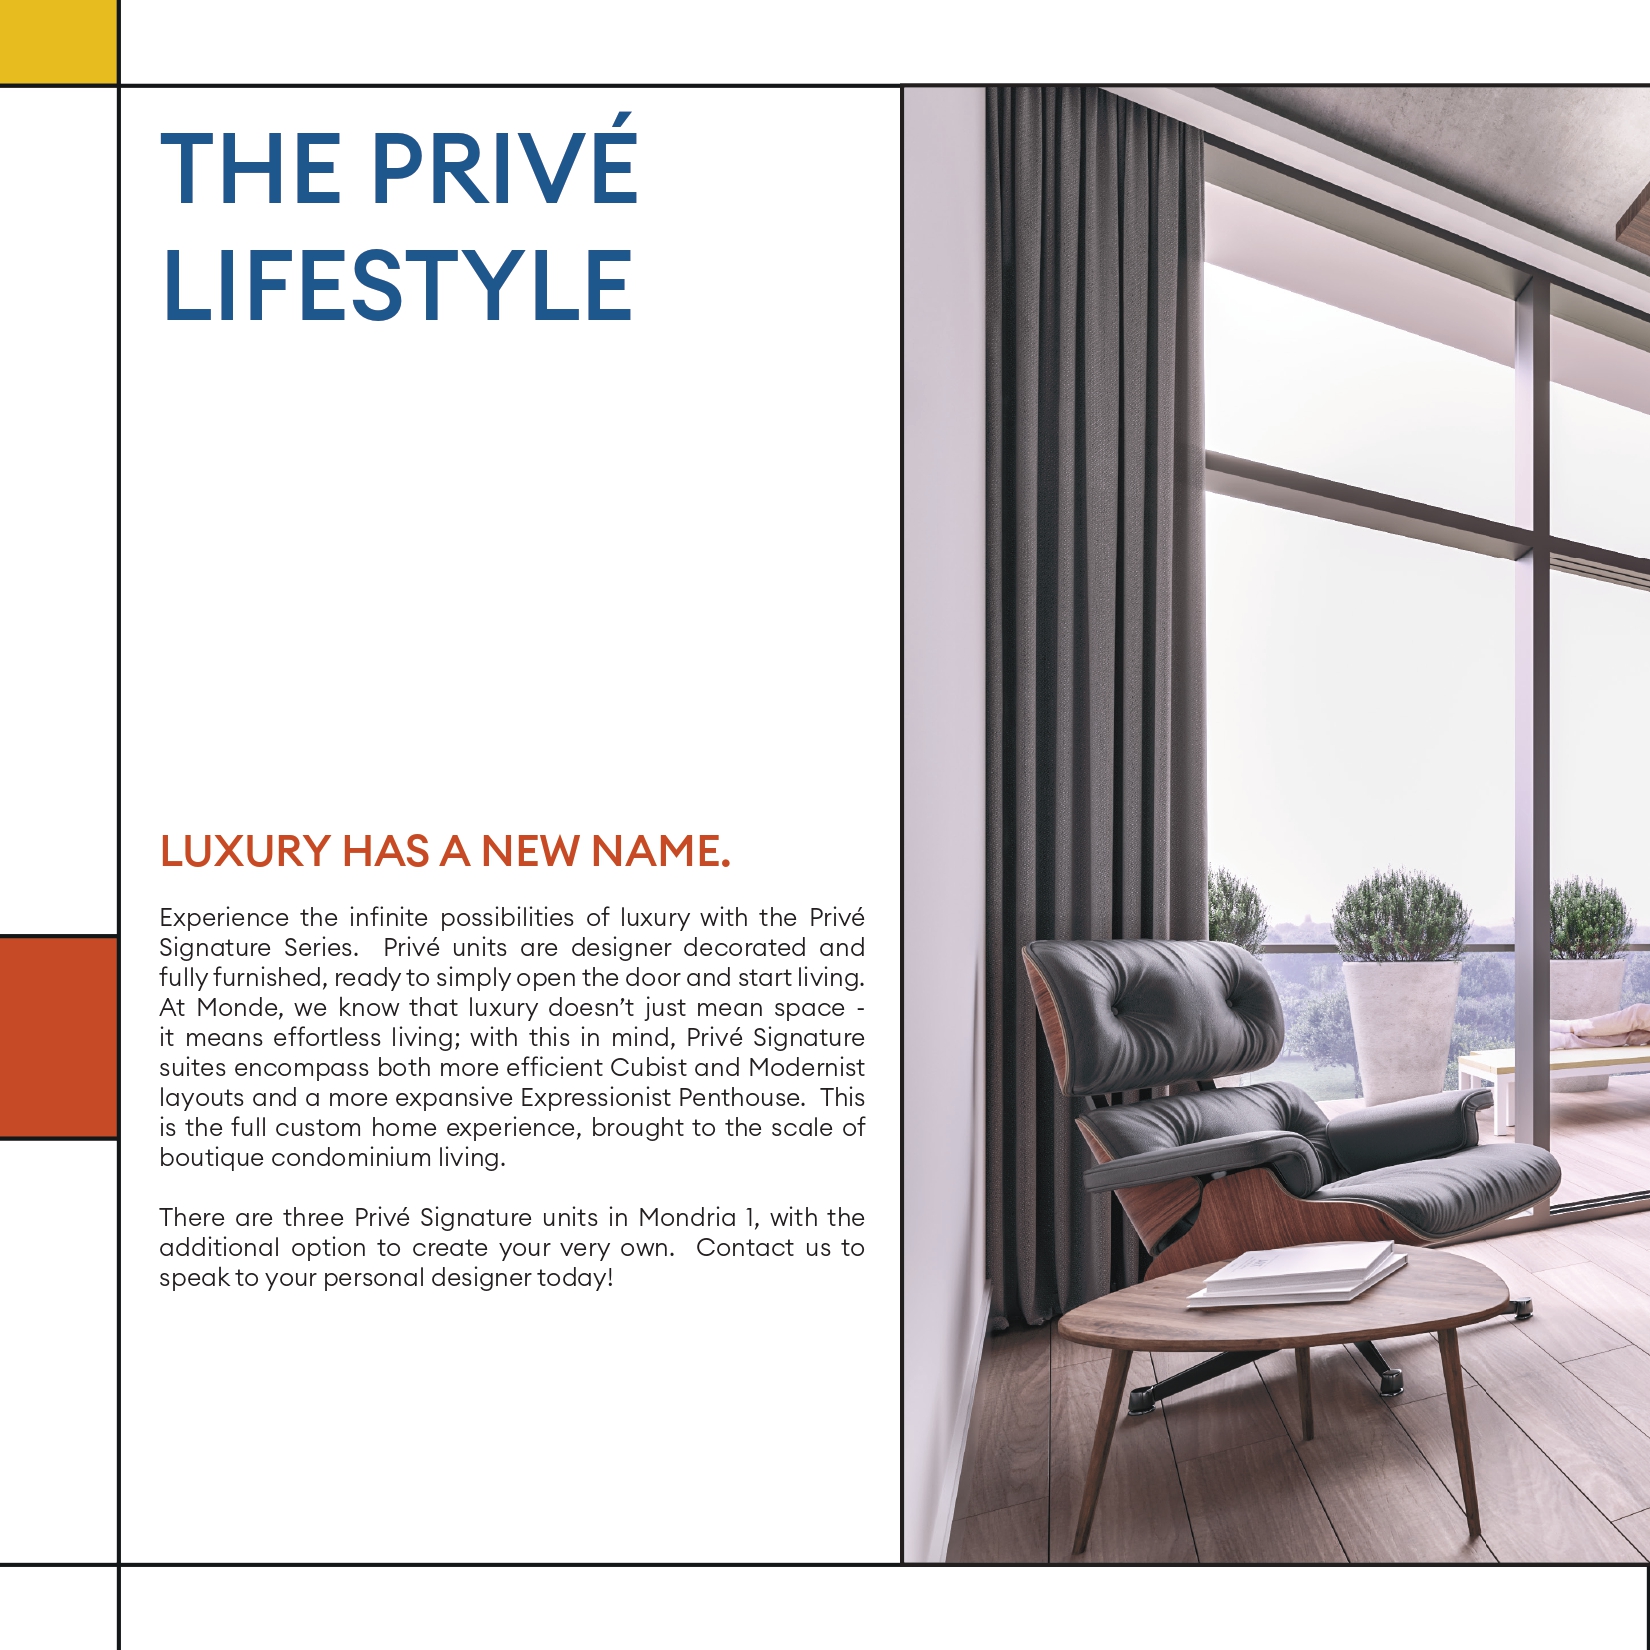 THE PRIVÉ
LIFESTYLE
LUXURY HAS A NEW NAME.
Experience the infinite possibilities of luxury with the Privé
Signature Series.  Privé units are designer decorated and
fully furnished, ready to simply open the door and start living.
At Monde, we know that luxury doesn’t just mean space -
it means effortless living; with this in mind, Privé Signature
suites encompass both more efficient Cubist and Modernist
layouts and a more expansive Expressionist Penthouse.  This
is the full custom home experience, brought to the scale of
boutique condominium living.
There are three Privé Signature units in Mondria 1, with the
additional option to create your very own.  Contact us to
speak to your personal designer today!